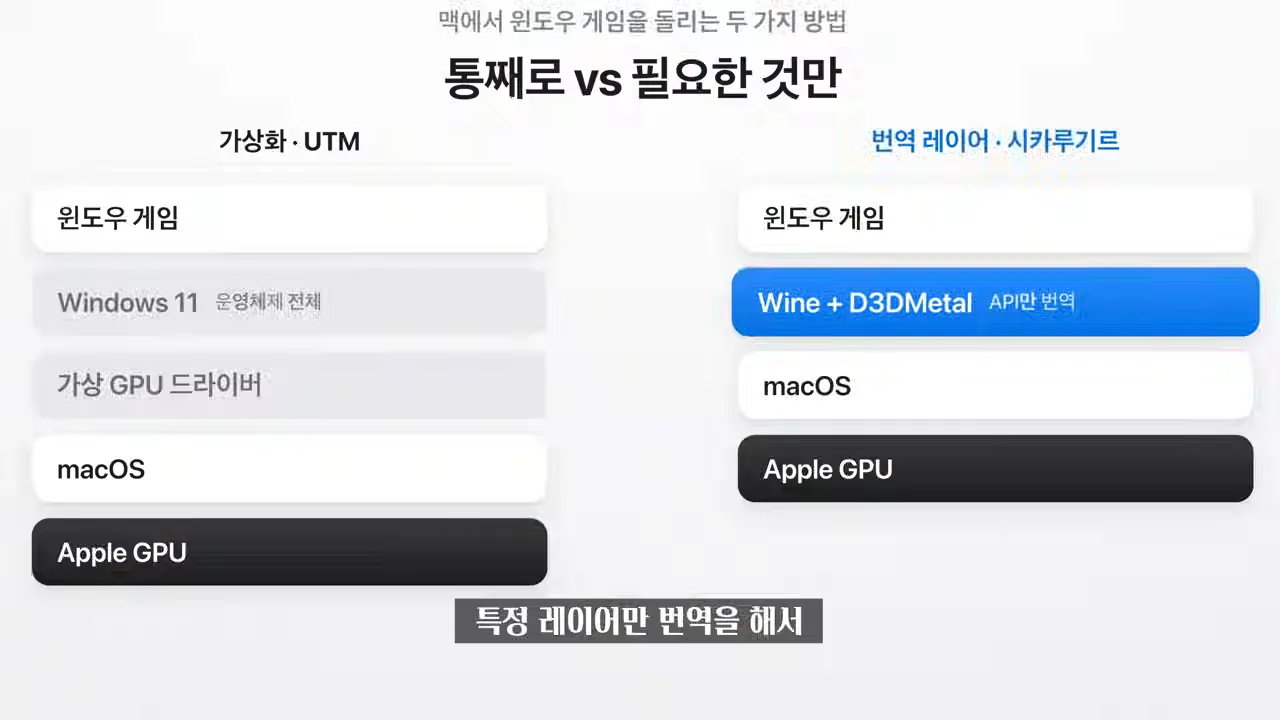 맥에서 윈도우 게임을 돌리는 두 가지 방법
통째로 vs 필요한 것만
가상화 · UTM
윈도우 게임
Windows 11 운영체제 전체
가상 GPU 드라이버
macOS
Apple GPU
번역 레이어 · 시카루기르
윈도우 게임
Wine + D3DMetal API만 번역
macOS
Apple GPU
특정 레이어만 번역을 해서